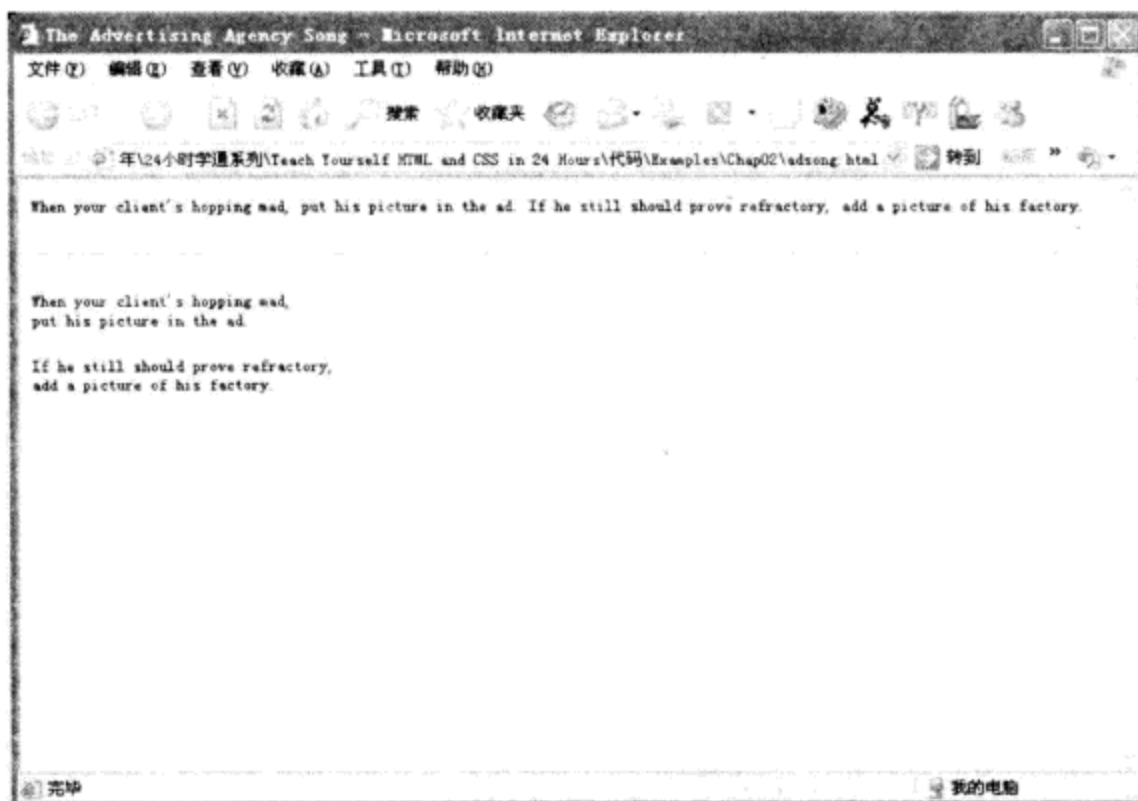 The Advertising Agency Song - Microsoft Internet Explorer
文件(F) 编辑(E) 查看(V) 收藏(A) 工具(T) 帮助(H)
搜索 收藏夹
年\24小时学通系列\Teach Yourself HTML and CSS in 24 Hours\代码\Examples\Chap02\adsong.html 转到 »
When your client's hopping mad, put his picture in the ad. If he still should prove refractory, add a picture of his factory.
When your client's hopping mad,
put his picture in the ad.
If he still should prove refractory,
add a picture of his factory.
完毕 我的电脑